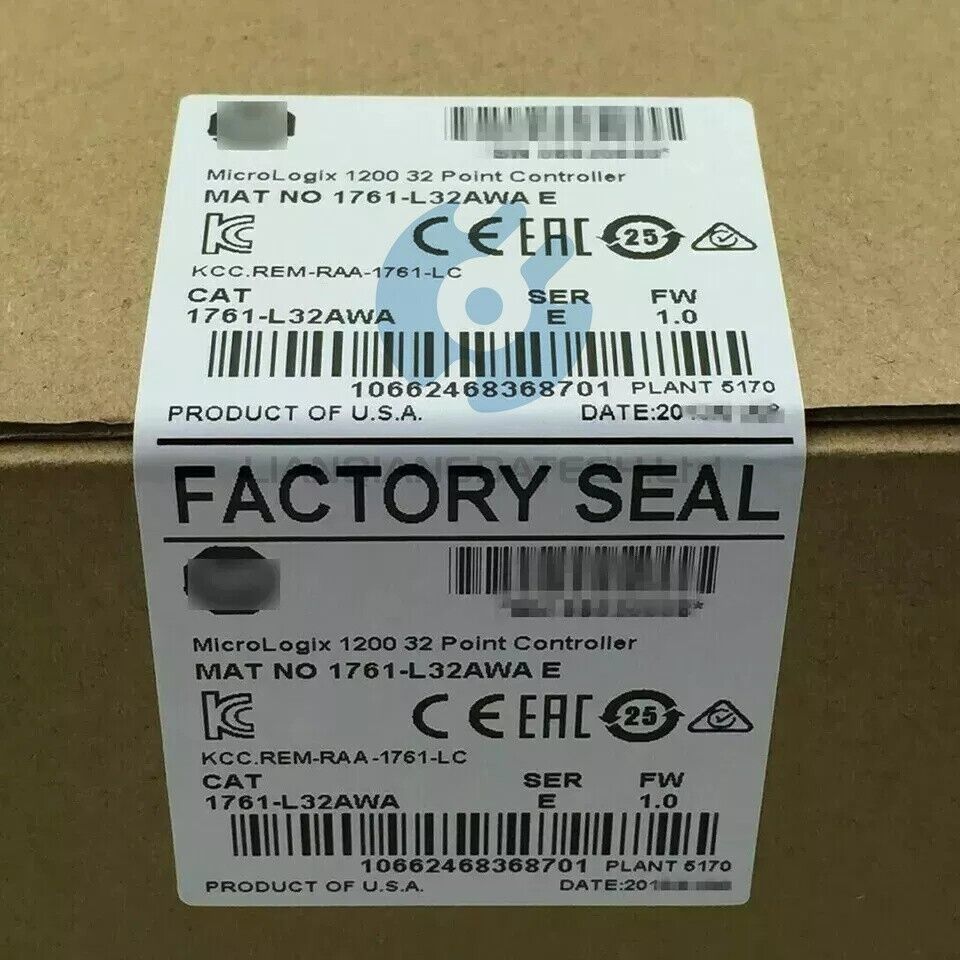 MicroLogix 1200 32 Point Controller
MAT NO 1761-L32AWA E
KCC.REM-RAA-1761-LC
CE EAC 25
CAT SER FW
1761-L32AWA E 1.0
10662468368701 PLANT 5170
PRODUCT OF U.S.A. DATE:20
FACTORY SEAL
MicroLogix 1200 32 Point Controller
MAT NO 1761-L32AWA E
CE EAC 25
KCC.REM-RAA-1761-LC
CAT SER FW
1761-L32AWA E 1.0
10662468368701 PLANT 5170
PRODUCT OF U.S.A. DATE:201